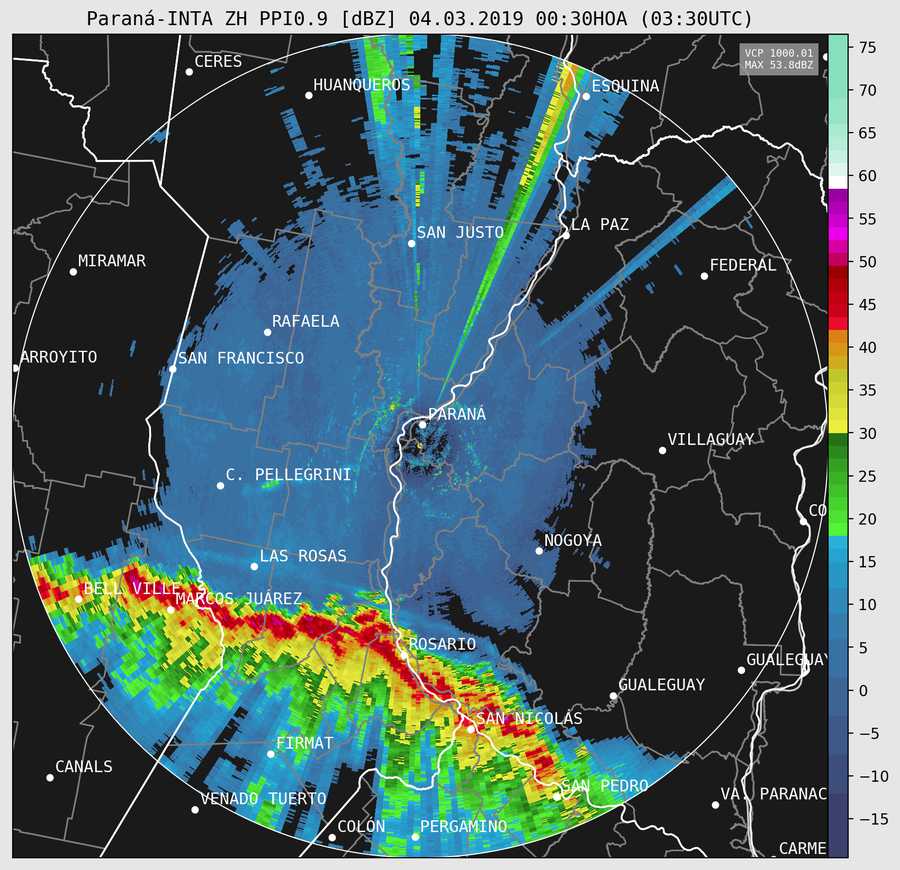 Paraná-INTA ZH PPI0.9 [dBZ] 04.03.2019 00:30HOA (03:30UTC)
VCP 1000.01
MAX 53.8dBZ
CERES
HUANQUEROS
ESQUINA
SAN JUSTO
LA PAZ
MIRAMAR
FEDERAL
RAFAELA
ARROYITO
SAN FRANCISCO
PARANÁ
VILLAGUAY
C. PELLEGRINI
CO
NOGOYA
LAS ROSAS
BELL VILLE
MARCOS JUÁREZ
ROSARIO
GUALEGUAY
GUALEGUAY
SAN NICOLÁS
FIRMAT
CANALS
SAN PEDRO
VENADO TUERTO
VA. PARANAC
COLÓN
PERGAMINO
CARME
75
70
65
60
55
50
45
40
35
30
25
20
15
10
5
0
−5
−10
−15